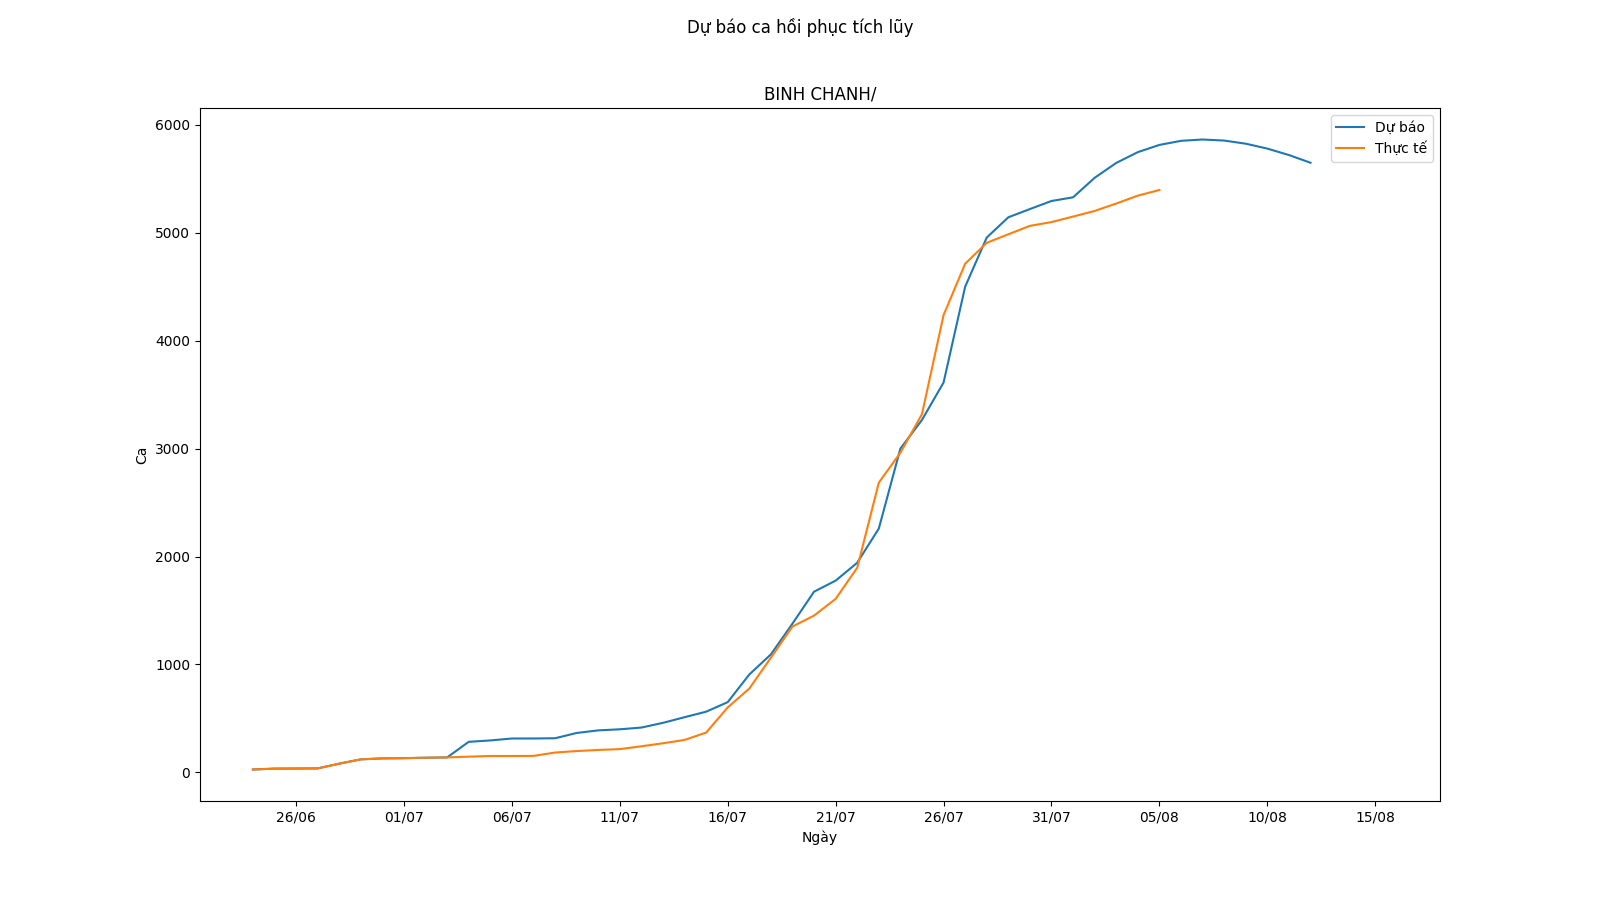 Dự báo ca hồi phục tích lũy
BINH CHANH/
Dự báo
Thực tế
6000
5000
4000
3000
2000
1000
0
Ca
26/06 01/07 06/07 11/07 16/07 21/07 26/07 31/07 05/08 10/08 15/08
Ngày